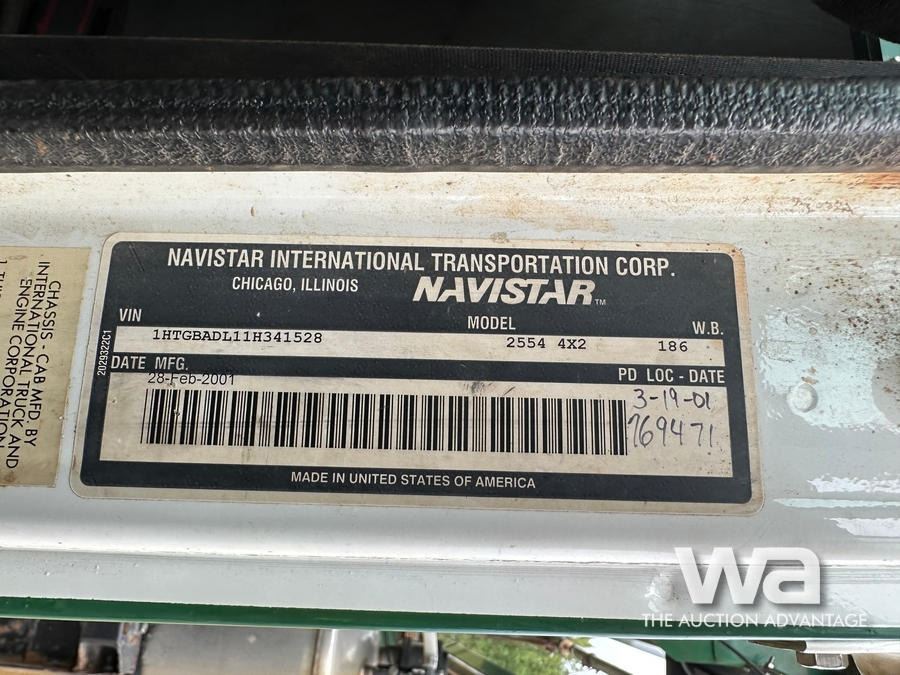 NAVISTAR INTERNATIONAL TRANSPORTATION CORP.
CHICAGO, ILLINOIS NAVISTAR™
VIN MODEL W.B.
1HTGBADL11H341528 2554 4X2 186
DATE MFG. PD LOC - DATE
28-Feb-2001
3-19-01
769471
MADE IN UNITED STATES OF AMERICA
2029322C1
CHASSIS - CAB MFD. BY
INTERNATIONAL TRUCK AND
ENGINE CORPORATION
wa
THE AUCTION ADVANTAGE